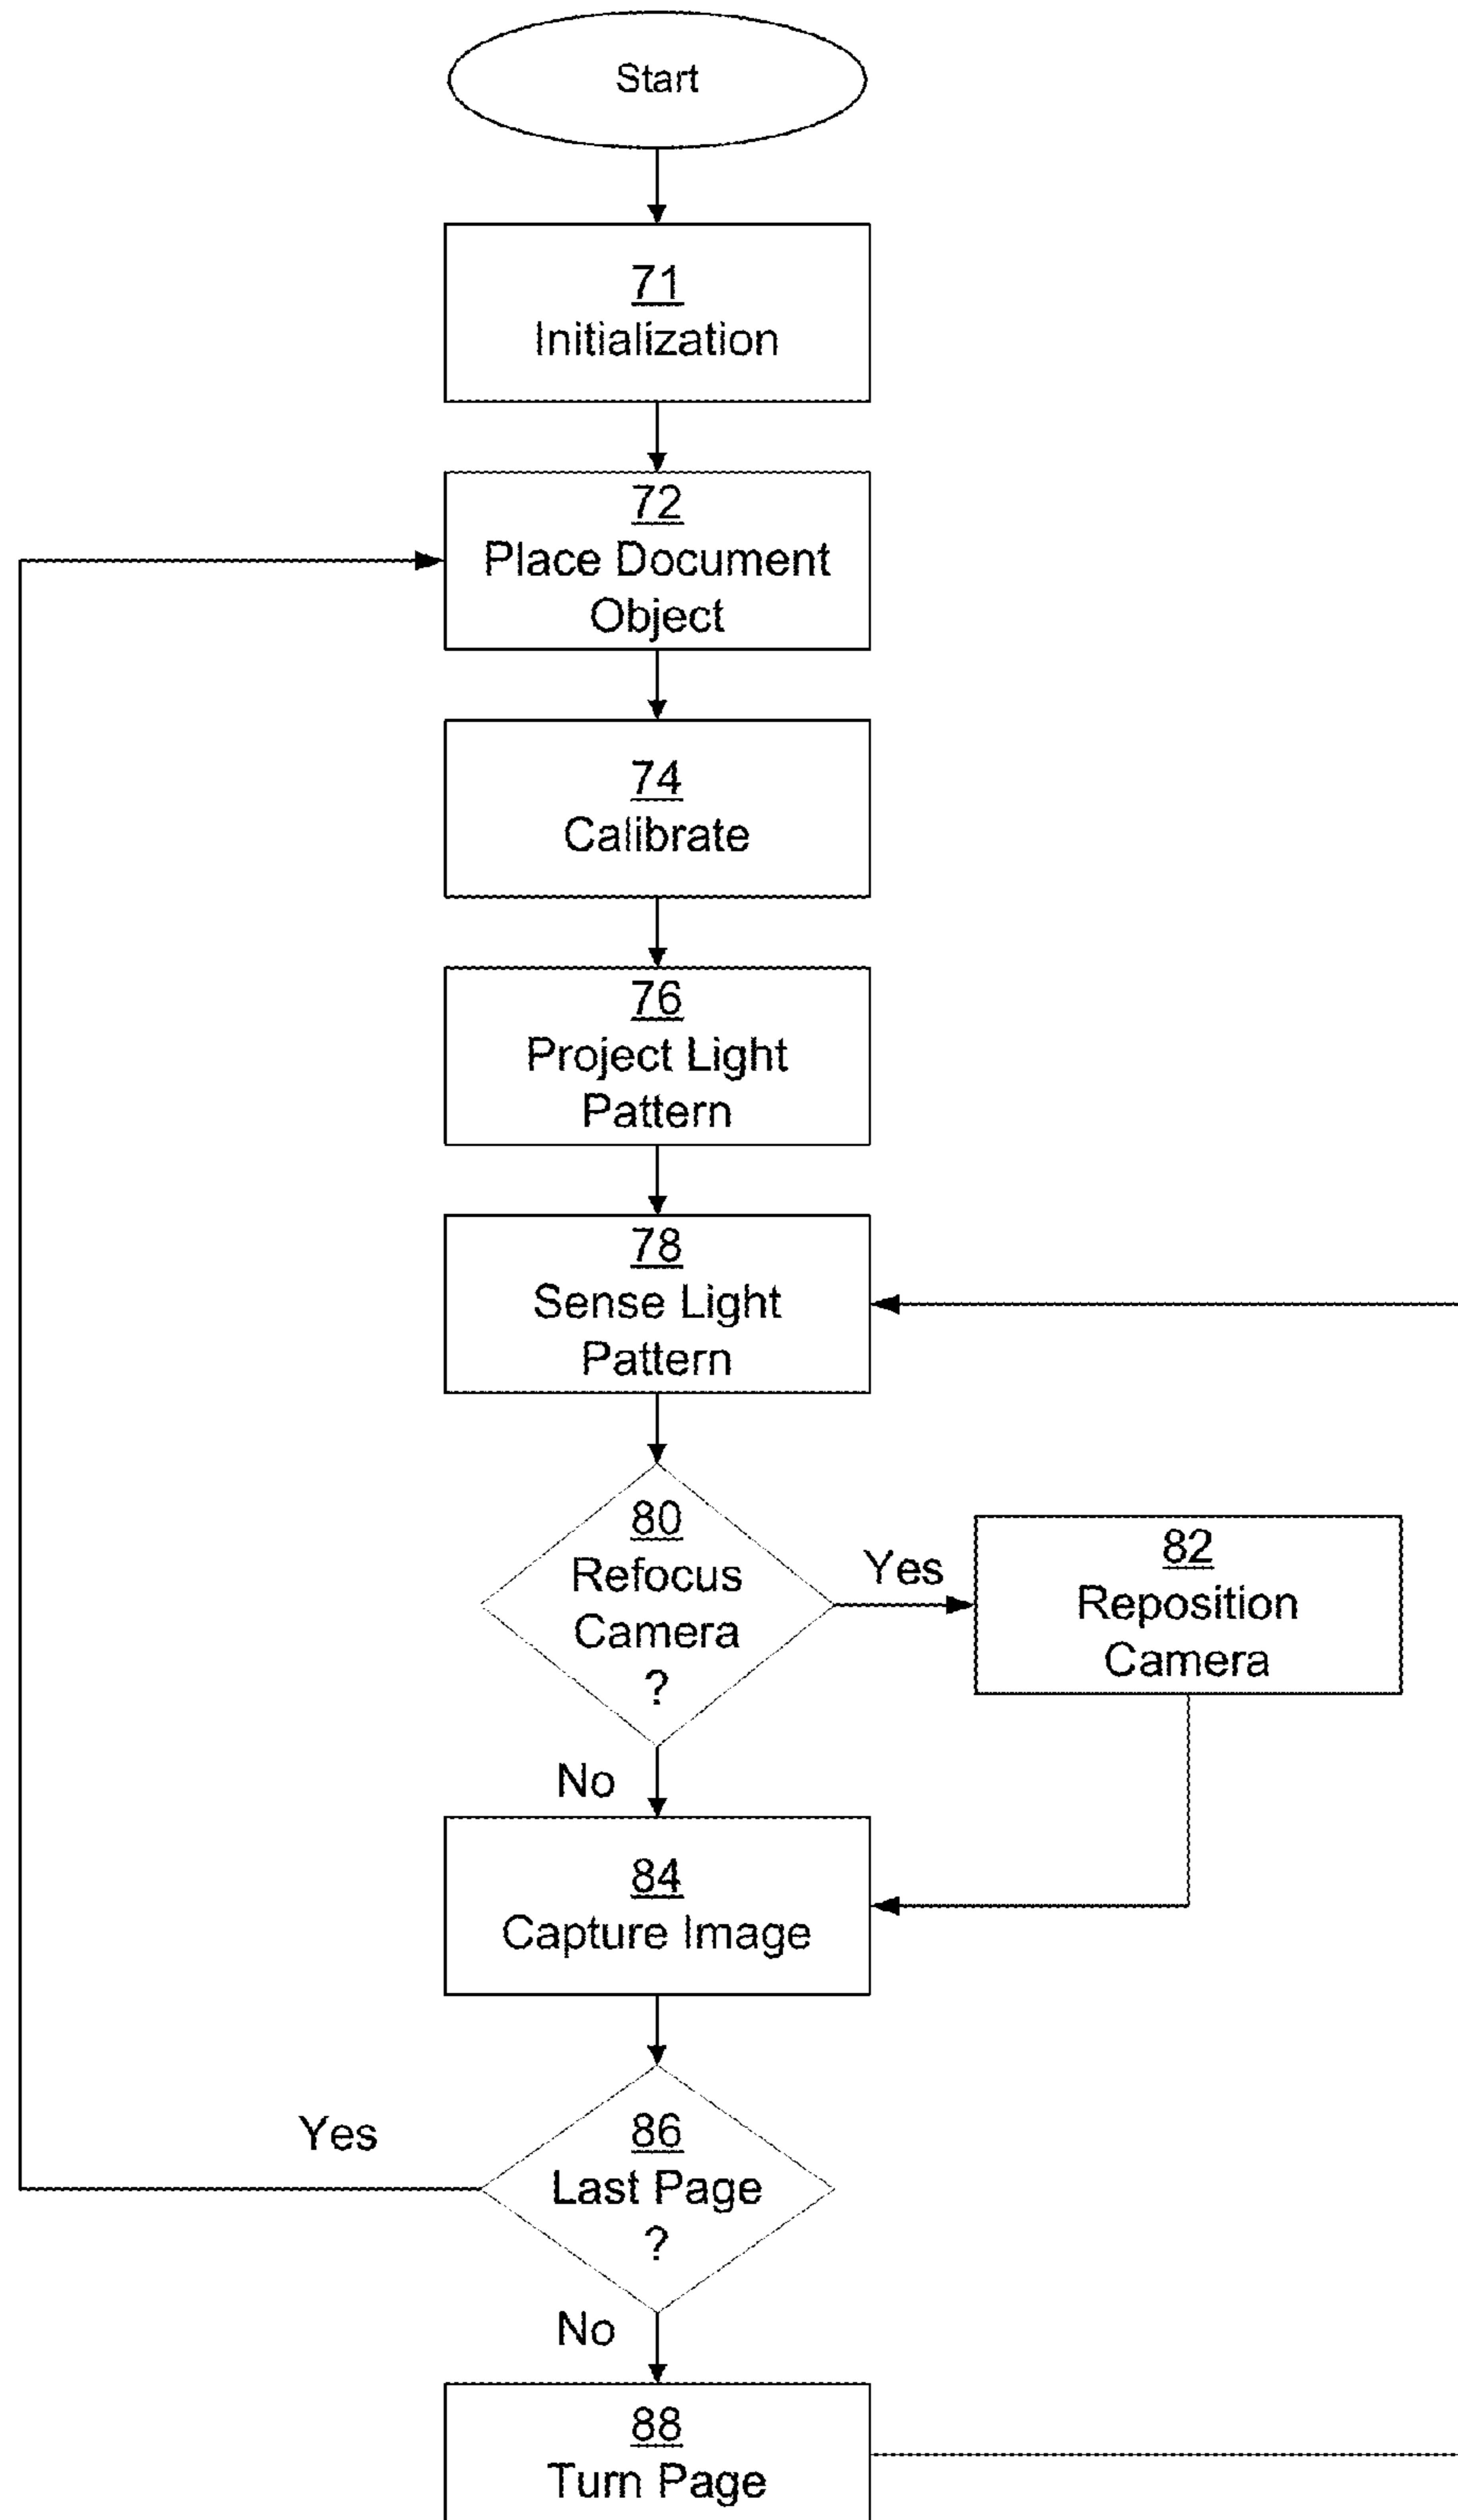 Start
71
Initialization
72
Place Document
Object
74
Calibrate
76
Project Light
Pattern
78
Sense Light
Pattern
80
Refocus
Camera
?
Yes
82
Reposition
Camera
No
84
Capture Image
Yes
86
Last Page
?
No
88
Turn Page